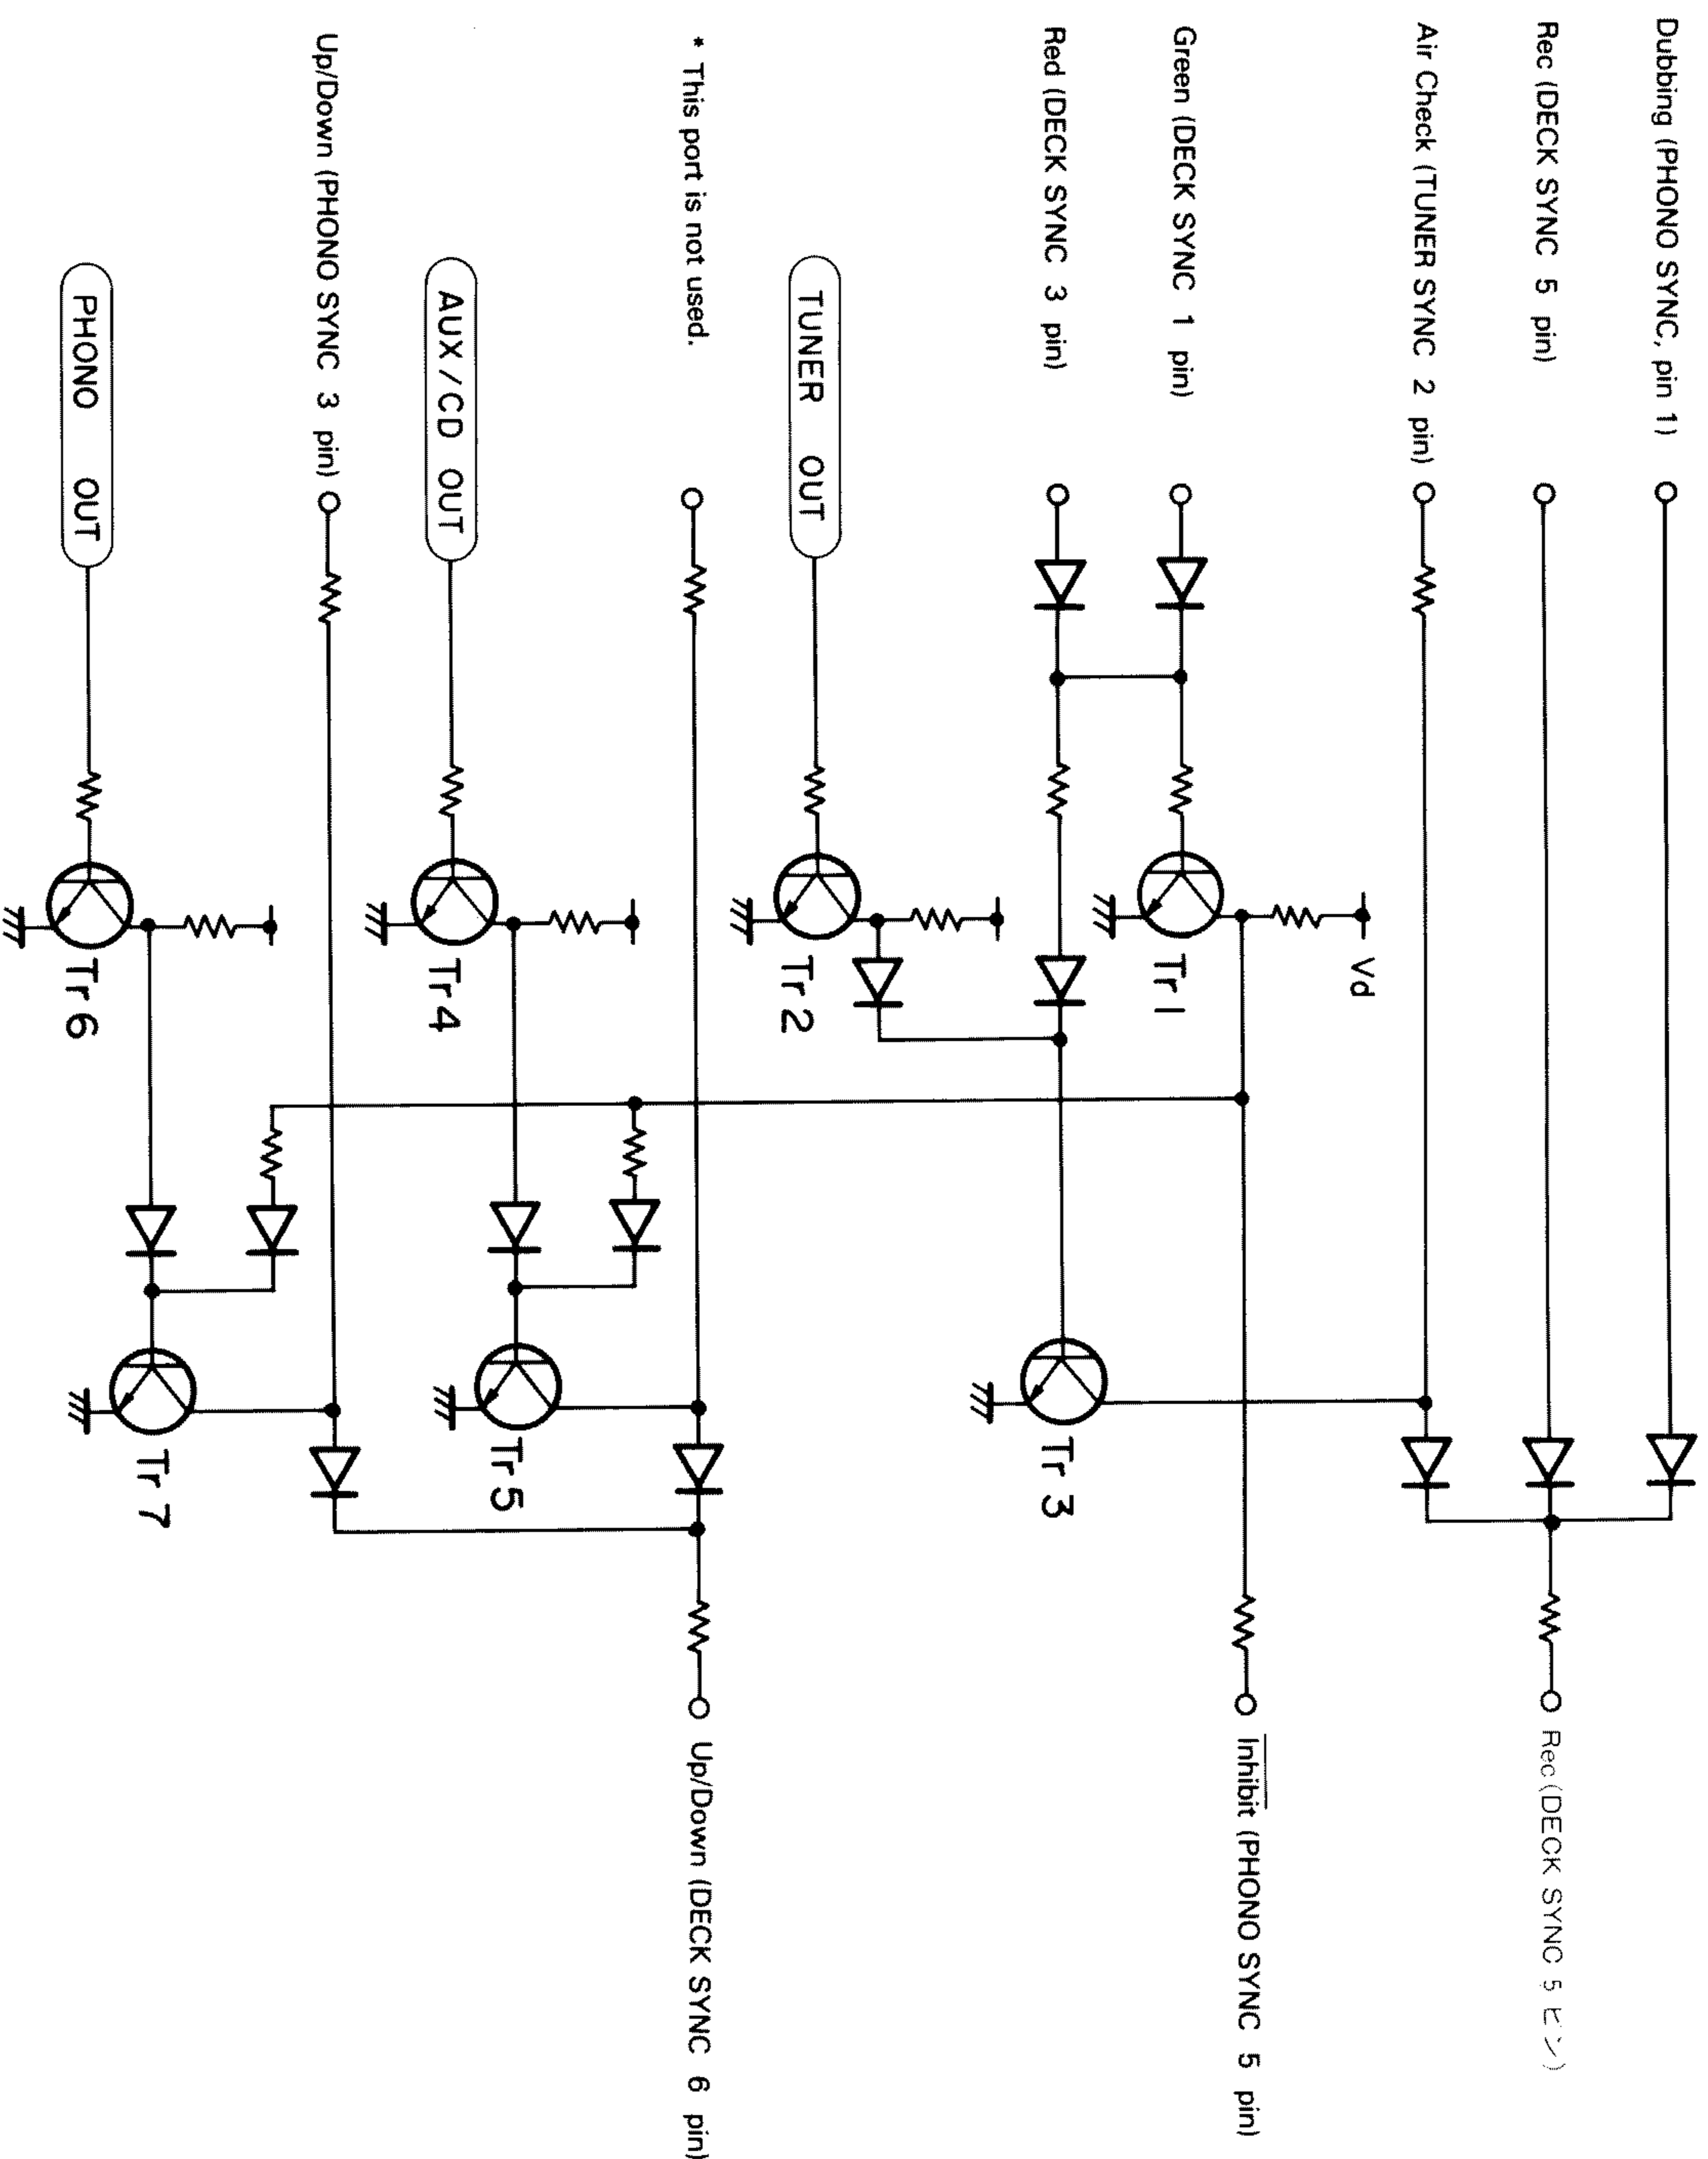 Dubbing (PHONO SYNC, pin 1)
Rec (DECK SYNC 5 pin)
Rec (DECK SYNC 5 ピン)
Air Check (TUNER SYNC 2 pin)
Vd
Green (DECK SYNC 1 pin)
Tr 1
Inhibit (PHONO SYNC 5 pin)
Red (DECK SYNC 3 pin)
Tr 3
TUNER OUT
Tr 2
* This port is not used.
Up/Down (DECK SYNC 6 pin)
AUX/CD OUT
Tr 4
Tr 5
Up/Down (PHONO SYNC 3 pin)
Tr 7
PHONO OUT
Tr 6